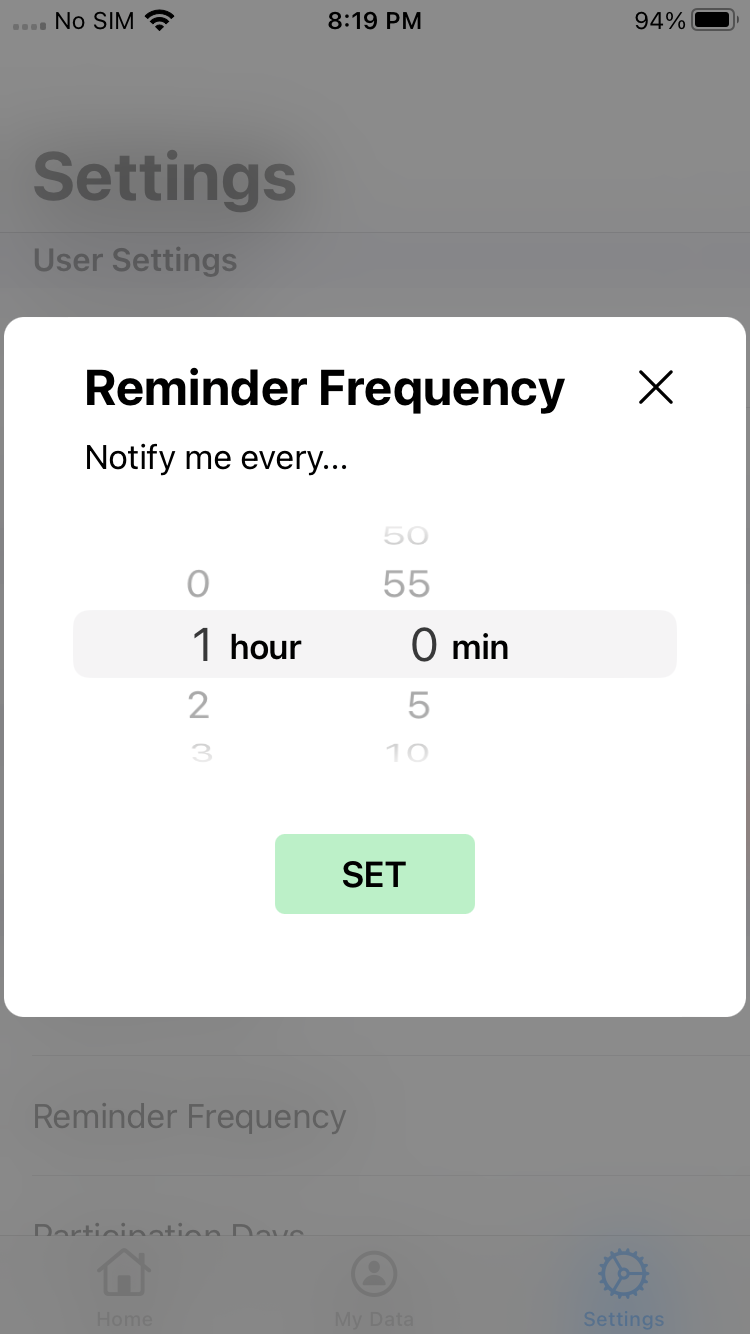 No SIM 8:19 PM 94%
Settings
User Settings
Reminder Frequency
Notify me every...
50
0 55
1 hour 0 min
2 5
3 10
SET
Reminder Frequency
Participation Days
Home My Data Settings